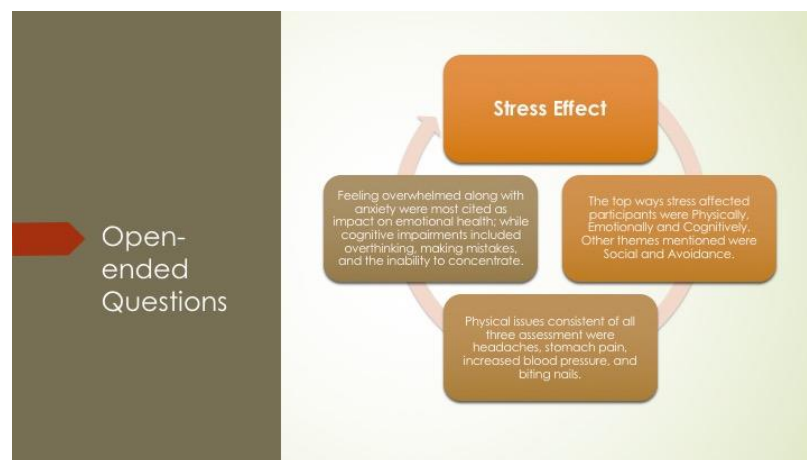 Open-
ended
Questions
Stress Effect
The top ways stress affected
participants were Physically,
Emotionally and Cognitively.
Other themes mentioned were
Social and Avoidance.
Physical issues consistent of all
three assessment were
headaches, stomach pain,
increased blood pressure, and
biting nails.
Feeling overwhelmed along with
anxiety were most cited as
impact on emotional health; while
cognitive impairments included
overthinking, making mistakes,
and the inability to concentrate.